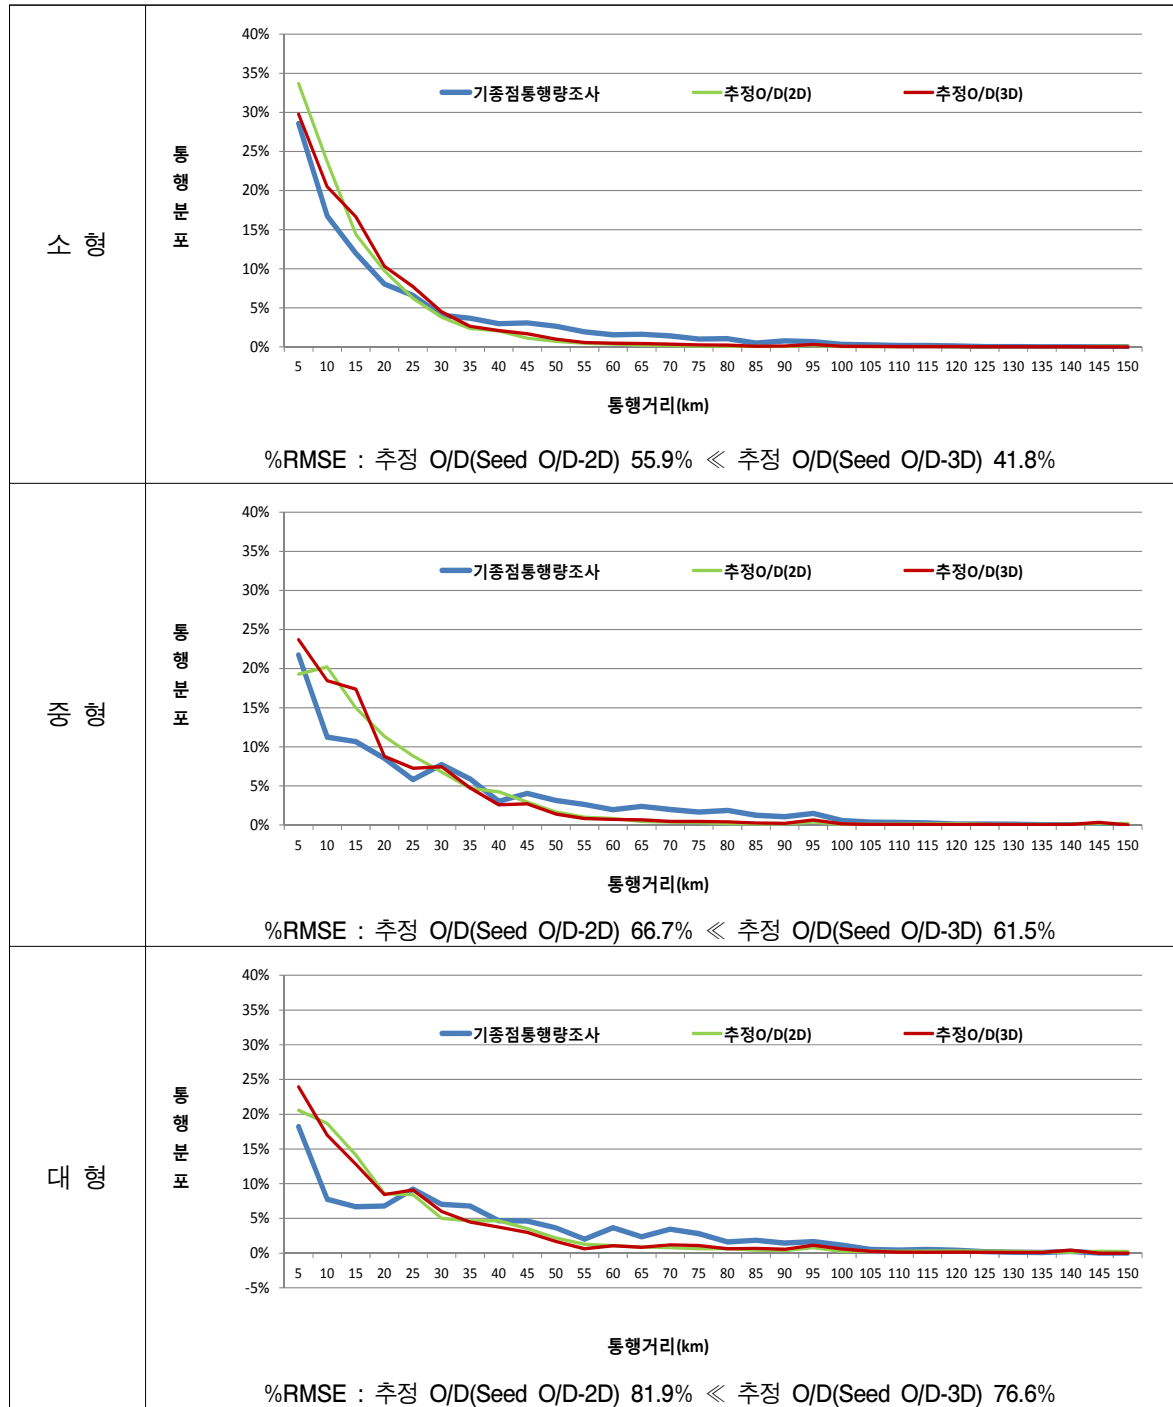 소 형
40%
35%
30%
25%
20%
15%
10%
5%
0%
통
행
분
포
기종점통행량조사 추정O/D(2D) 추정O/D(3D)
5 10 15 20 25 30 35 40 45 50 55 60 65 70 75 80 85 90 95 100 105 110 115 120 125 130 135 140 145 150
통행거리(km)
%RMSE : 추정 O/D(Seed O/D-2D) 55.9% ≪ 추정 O/D(Seed O/D-3D) 41.8%
중 형
40%
35%
30%
25%
20%
15%
10%
5%
0%
통
행
분
포
기종점통행량조사 추정O/D(2D) 추정O/D(3D)
5 10 15 20 25 30 35 40 45 50 55 60 65 70 75 80 85 90 95 100 105 110 115 120 125 130 135 140 145 150
통행거리(km)
%RMSE : 추정 O/D(Seed O/D-2D) 66.7% ≪ 추정 O/D(Seed O/D-3D) 61.5%
대 형
40%
35%
30%
25%
20%
15%
10%
5%
0%
-5%
통
행
분
포
기종점통행량조사 추정O/D(2D) 추정O/D(3D)
5 10 15 20 25 30 35 40 45 50 55 60 65 70 75 80 85 90 95 100 105 110 115 120 125 130 135 140 145 150
통행거리(km)
%RMSE : 추정 O/D(Seed O/D-2D) 81.9% ≪ 추정 O/D(Seed O/D-3D) 76.6%